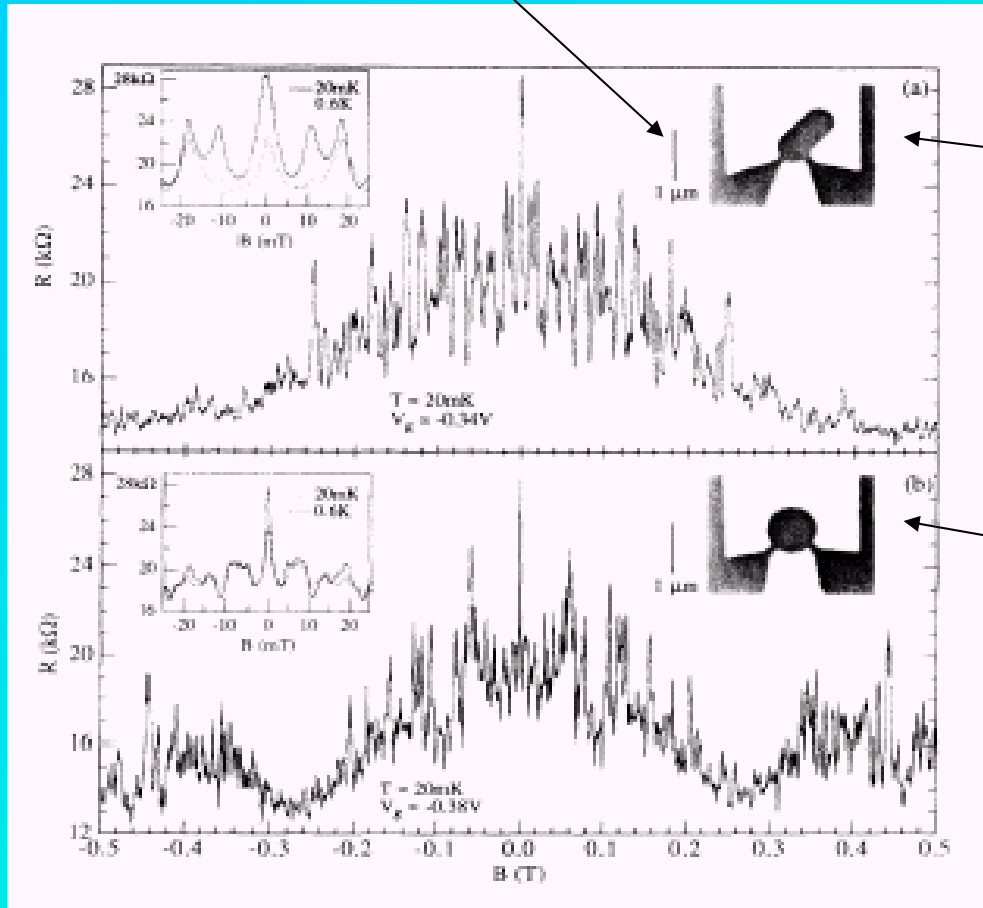 28kΩ
24
20
16
20mK
0.6K
-20 -10 0 10 20
B (mT)
(a)
1 μm
28
24
20
16
R (kΩ)
T = 20mK
Vg = -0.34V
28kΩ
24
20
16
20mK
0.6K
-20 -10 0 10 20
B (mT)
(b)
1 μm
28
24
20
16
12
R (kΩ)
T = 20mK
Vg = -0.38V
-0.5 -0.4 -0.3 -0.2 -0.1 0.0 0.1 0.2 0.3 0.4 0.5
B (T)